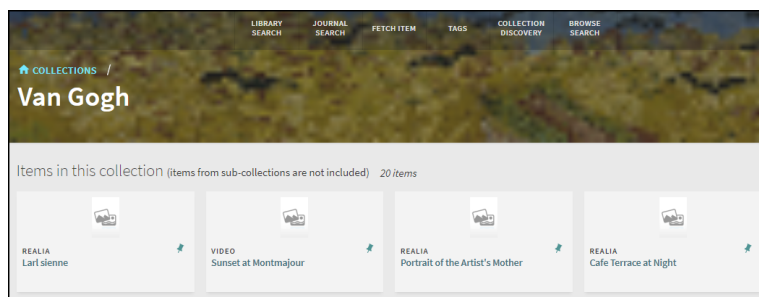 LIBRARY SEARCH
JOURNAL SEARCH
FETCH ITEM
TAGS
COLLECTION DISCOVERY
BROWSE SEARCH
COLLECTIONS /
Van Gogh
Items in this collection (items from sub-collections are not included) 20 items
REALIA
Larl sienne
VIDEO
Sunset at Montmajour
REALIA
Portrait of the Artist's Mother
REALIA
Cafe Terrace at Night